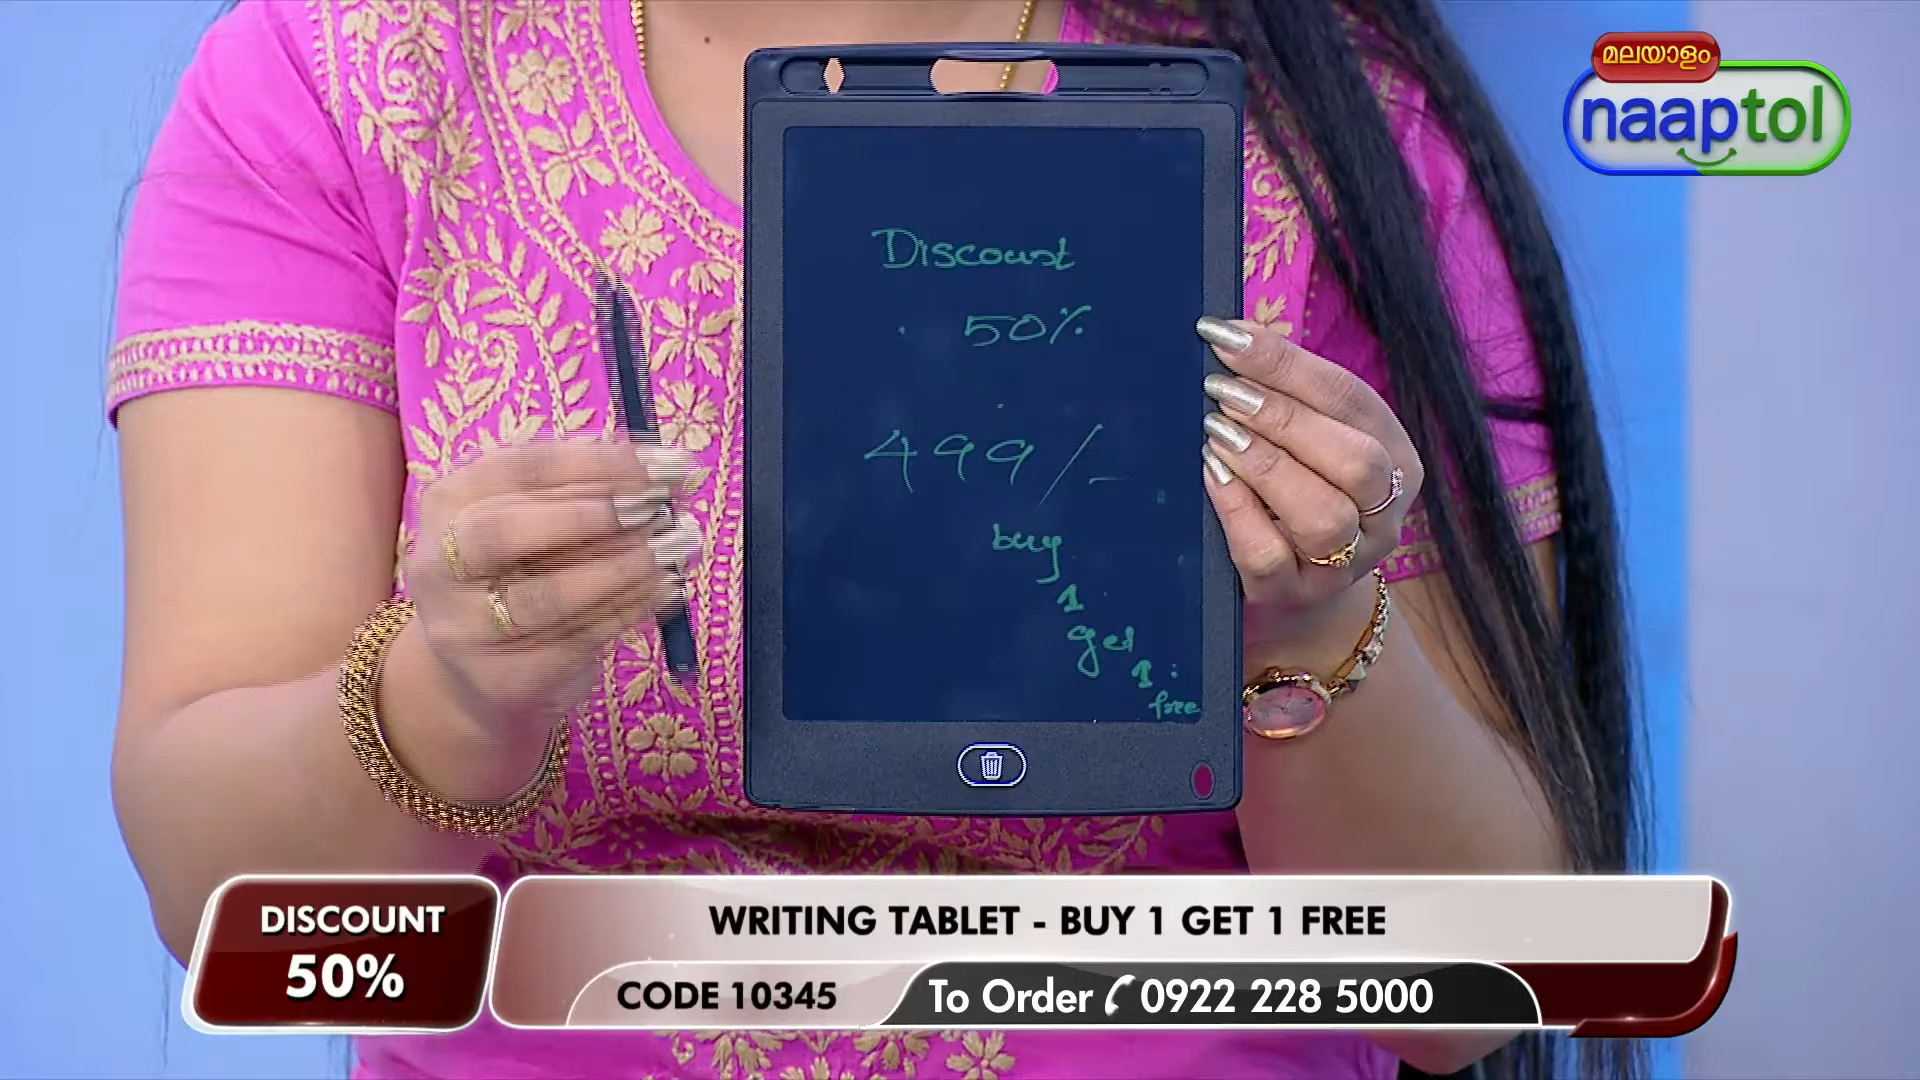 മലയാളം
naaptol
Discount
50%
499/-
buy
1
get
1
free
DISCOUNT
50%
WRITING TABLET - BUY 1 GET 1 FREE
CODE 10345
To Order 0922 228 5000